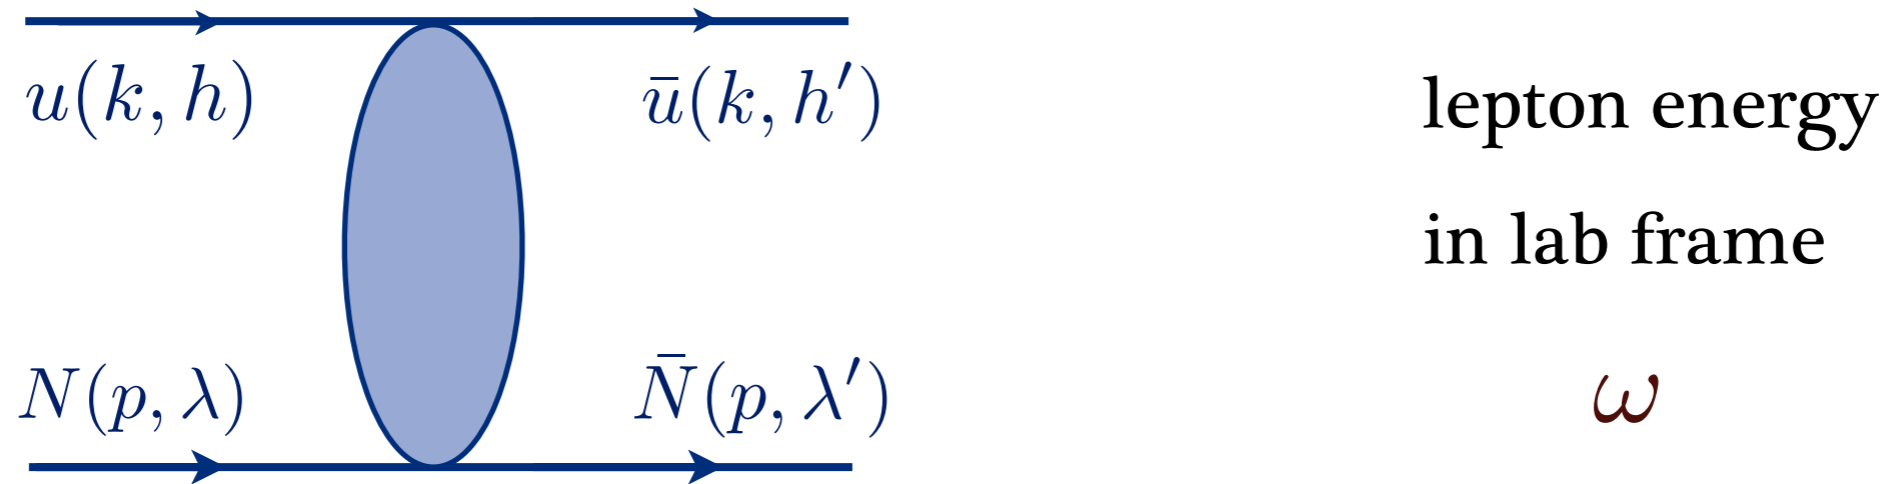 u(k, h)
ū(k, h′)
lepton energy
in lab frame
N(p, λ)
N̄(p, λ′)
ω